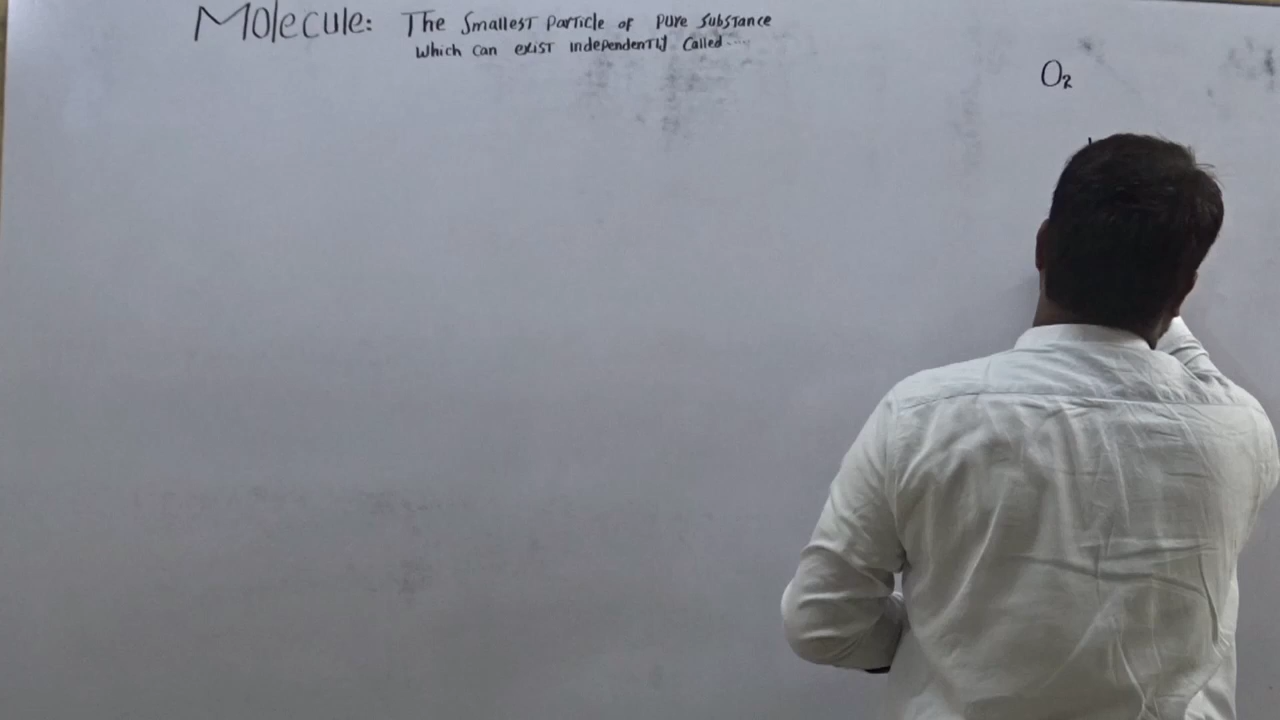 Molecule: The Smallest Particle of Pure Substance
Which can exist independently Called ....
O2